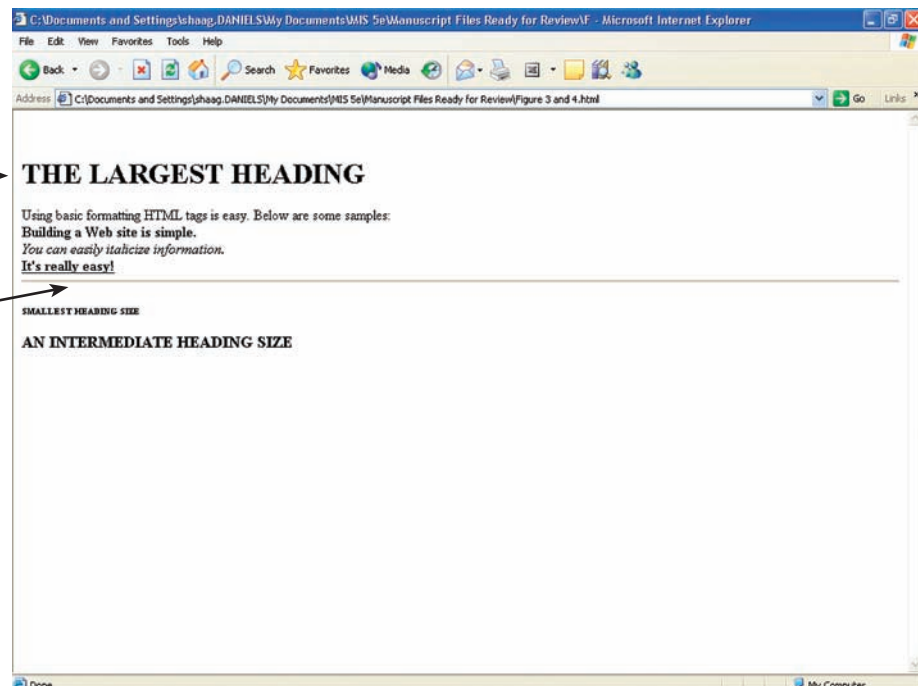 C:\Documents and Settings\shaag.DANIELS\My Documents\MIS 5e\Manuscript Files Ready for Review\F - Microsoft Internet Explorer
File Edit View Favorites Tools Help
Back Search Favorites Media
Address C:\Documents and Settings\shaag.DANIELS\My Documents\MIS 5e\Manuscript Files Ready for Review\Figure 3 and 4.html Go Links
THE LARGEST HEADING
Using basic formatting HTML tags is easy. Below are some samples:
Building a Web site is simple.
You can easily italicize information.
It's really easy!
SMALLEST HEADING SIZE
AN INTERMEDIATE HEADING SIZE
Done My Computer